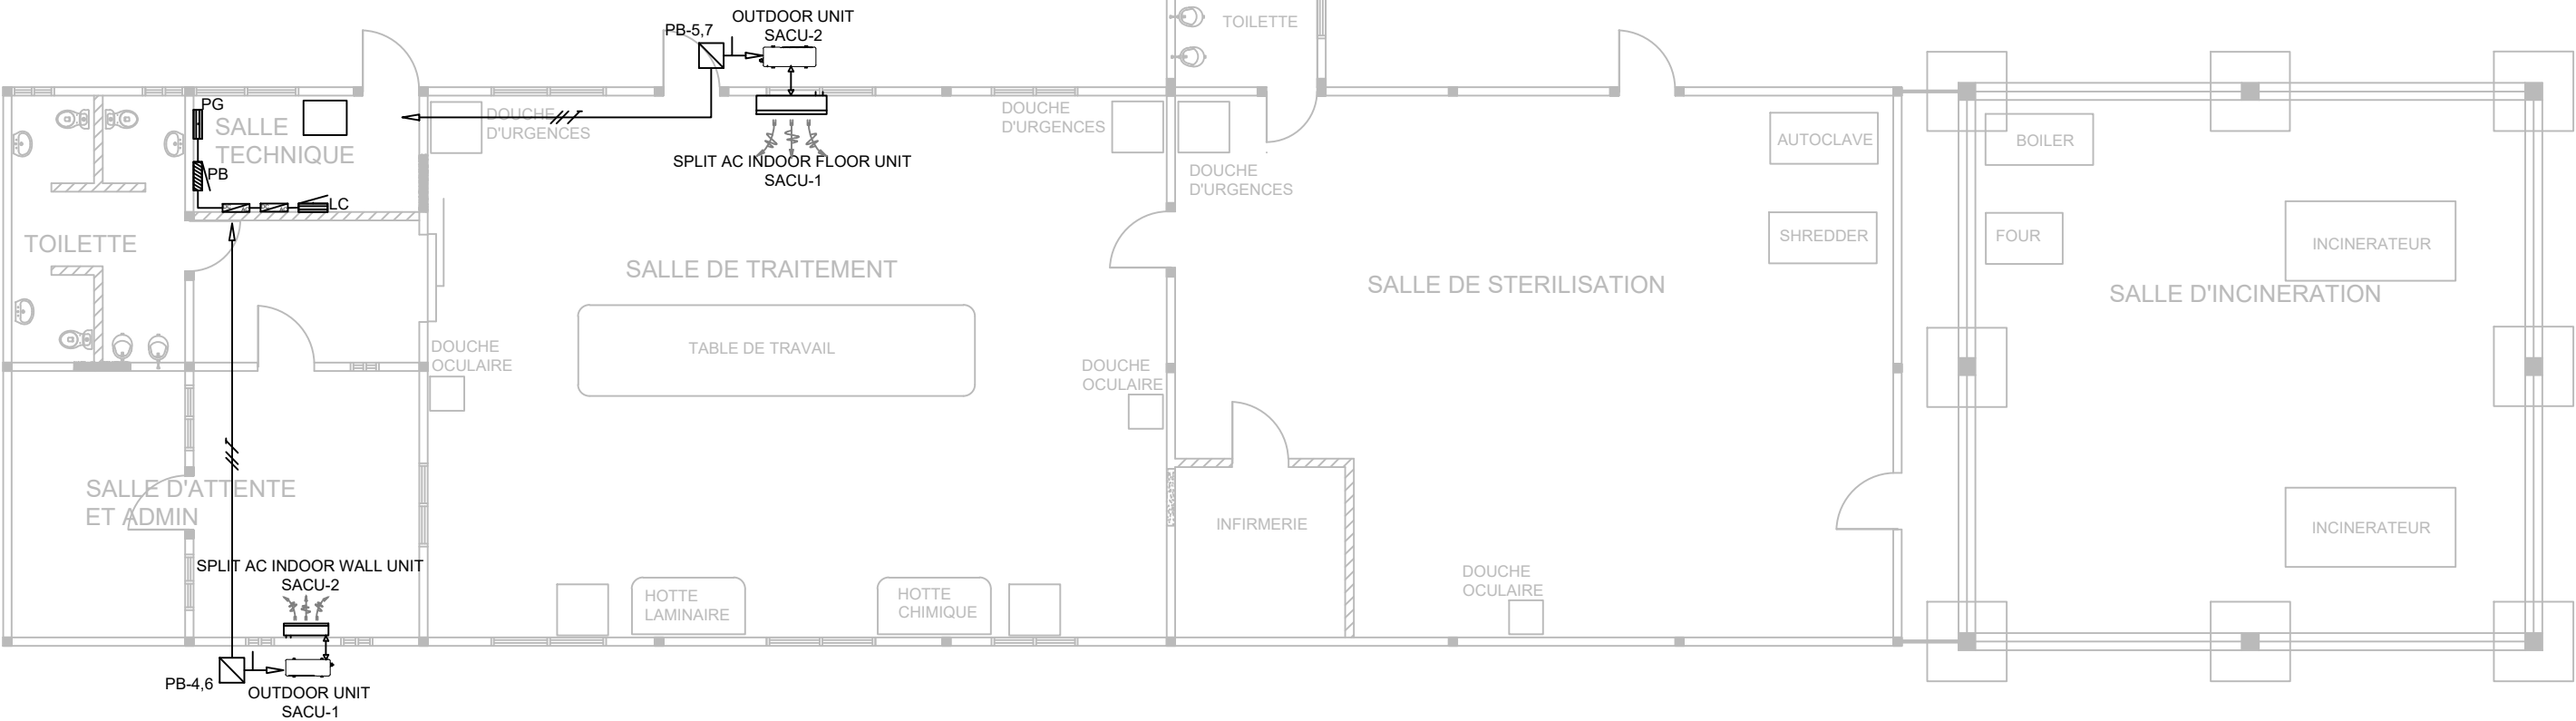 OUTDOOR UNIT
SACU-2
PB-5,7
TOILETTE
PG
SALLE
TECHNIQUE
PB
LC
DOUCHE
D'URGENCES
SPLIT AC INDOOR FLOOR UNIT
SACU-1
DOUCHE
D'URGENCES
DOUCHE
D'URGENCES
AUTOCLAVE
BOILER
TOILETTE
SALLE DE TRAITEMENT
SALLE DE STERILISATION
SHREDDER
FOUR
INCINERATEUR
SALLE D'INCINERATION
TABLE DE TRAVAIL
DOUCHE
OCULAIRE
DOUCHE
OCULAIRE
SALLE D'ATTENTE
ET ADMIN
INFIRMERIE
INCINERATEUR
SPLIT AC INDOOR WALL UNIT
SACU-2
HOTTE
LAMINAIRE
HOTTE
CHIMIQUE
DOUCHE
OCULAIRE
PB-4,6
OUTDOOR UNIT
SACU-1